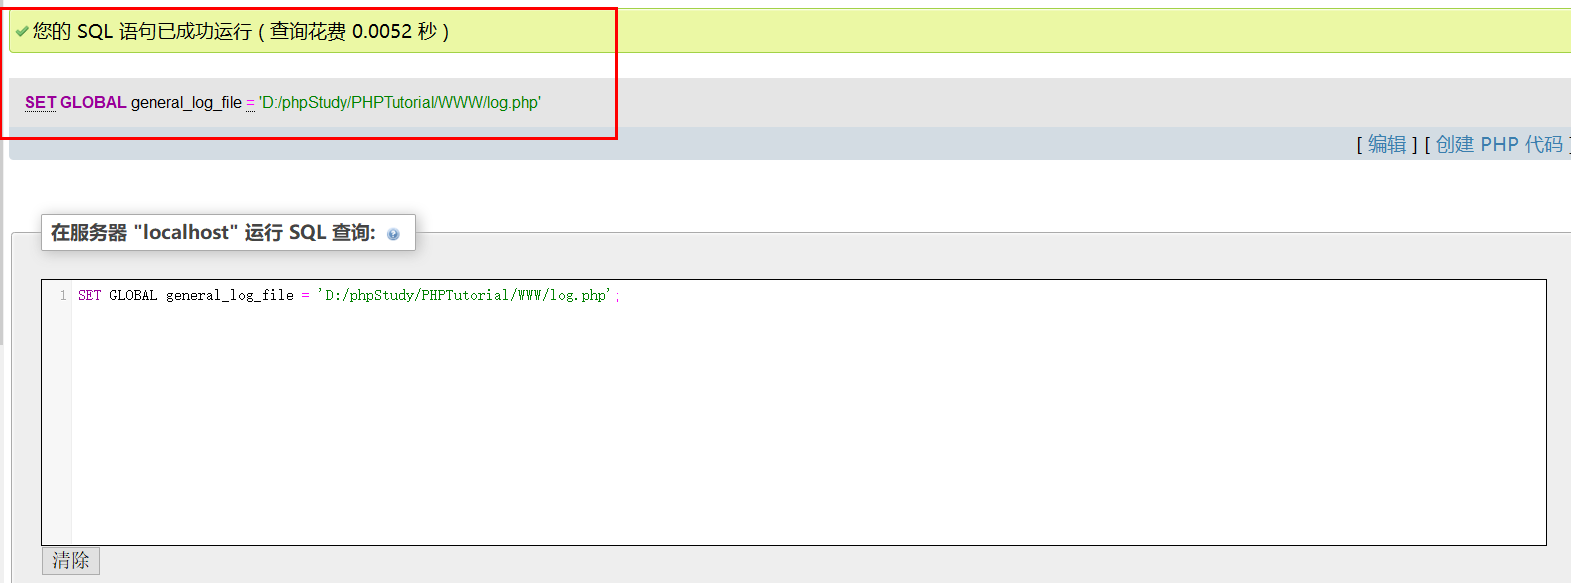 您的 SQL 语句已成功运行 ( 查询花费 0.0052 秒 )
SET GLOBAL general_log_file = 'D:/phpStudy/PHPTutorial/WWW/log.php'
[ 编辑 ] [ 创建 PHP 代码 ]
在服务器 "localhost" 运行 SQL 查询:
1 SET GLOBAL general_log_file = 'D:/phpStudy/PHPTutorial/WWW/log.php';
清除